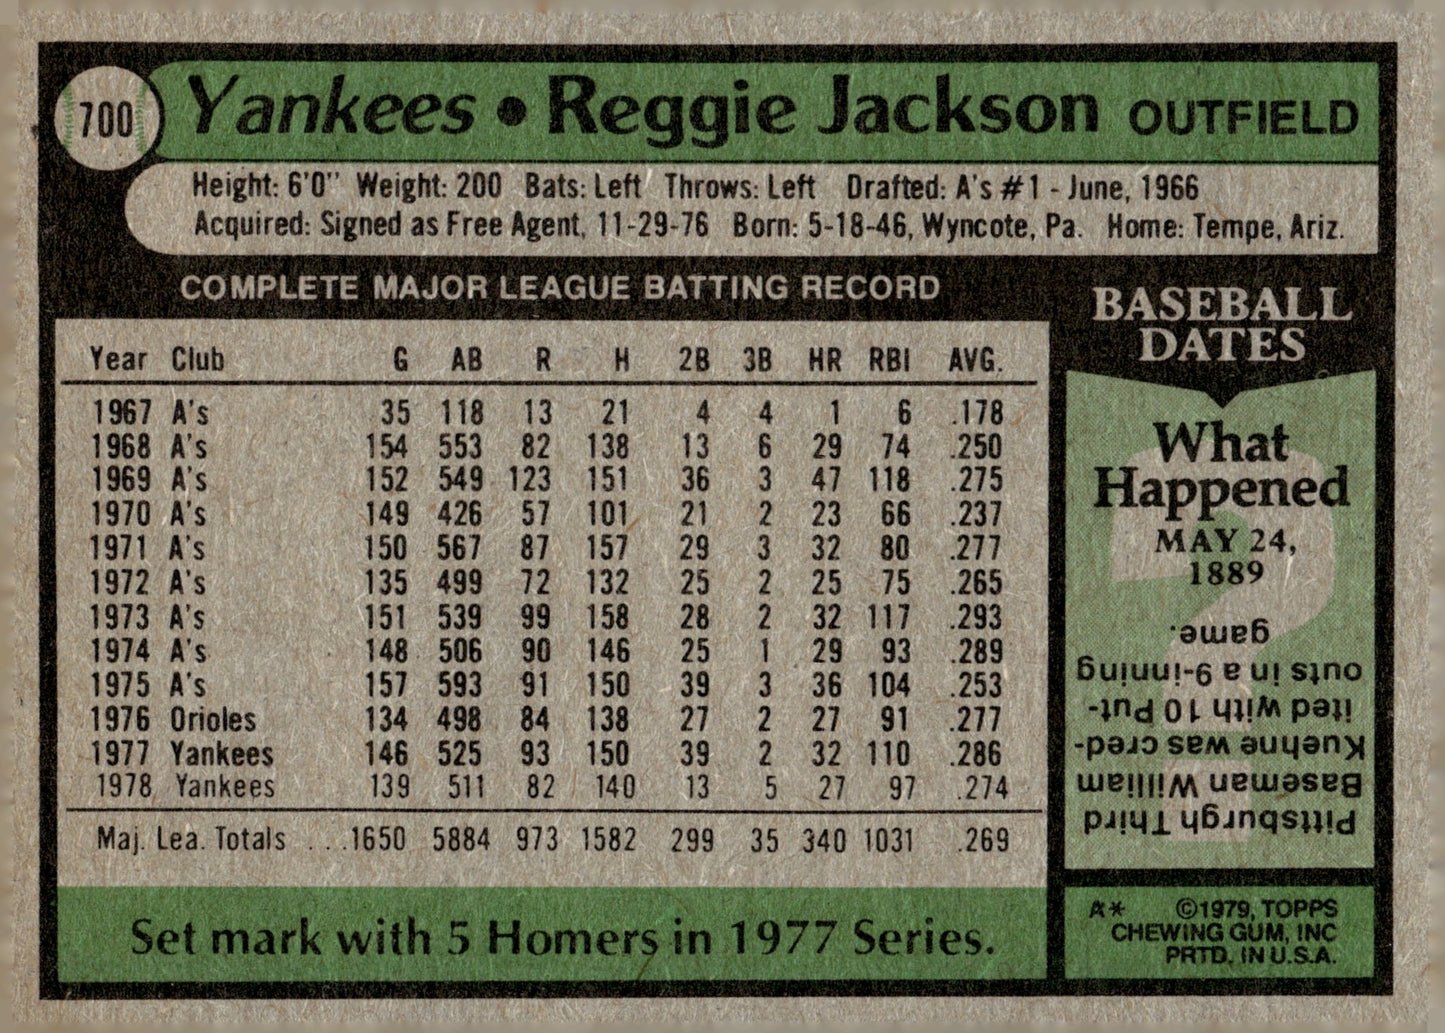 700
Yankees • Reggie Jackson OUTFIELD
Height: 6'0" Weight: 200 Bats: Left Throws: Left Drafted: A's #1 - June, 1966
Acquired: Signed as Free Agent, 11-29-76 Born: 5-18-46, Wyncote, Pa. Home: Tempe, Ariz.
COMPLETE MAJOR LEAGUE BATTING RECORD
Year Club G AB R H 2B 3B HR RBI AVG.
1967 A's 35 118 13 21 4 4 1 6 .178
1968 A's 154 553 82 138 13 6 29 74 .250
1969 A's 152 549 123 151 36 3 47 118 .275
1970 A's 149 426 57 101 21 2 23 66 .237
1971 A's 150 567 87 157 29 3 32 80 .277
1972 A's 135 499 72 132 25 2 25 75 .265
1973 A's 151 539 99 158 28 2 32 117 .293
1974 A's 148 506 90 146 25 1 29 93 .289
1975 A's 157 593 91 150 39 3 36 104 .253
1976 Orioles 134 498 84 138 27 2 27 91 .277
1977 Yankees 146 525 93 150 39 2 32 110 .286
1978 Yankees 139 511 82 140 13 5 27 97 .274
Maj. Lea. Totals . . .1650 5884 973 1582 299 35 340 1031 .269
Set mark with 5 Homers in 1977 Series.
BASEBALL
DATES
What
Happened
MAY 24,
1889
Pittsburgh Third
Baseman William
Kuehne was cred-
ited with 10 Put-
outs in a 9-inning
game.
A* ©1979, TOPPS
CHEWING GUM, INC
PRTD. IN U.S.A.